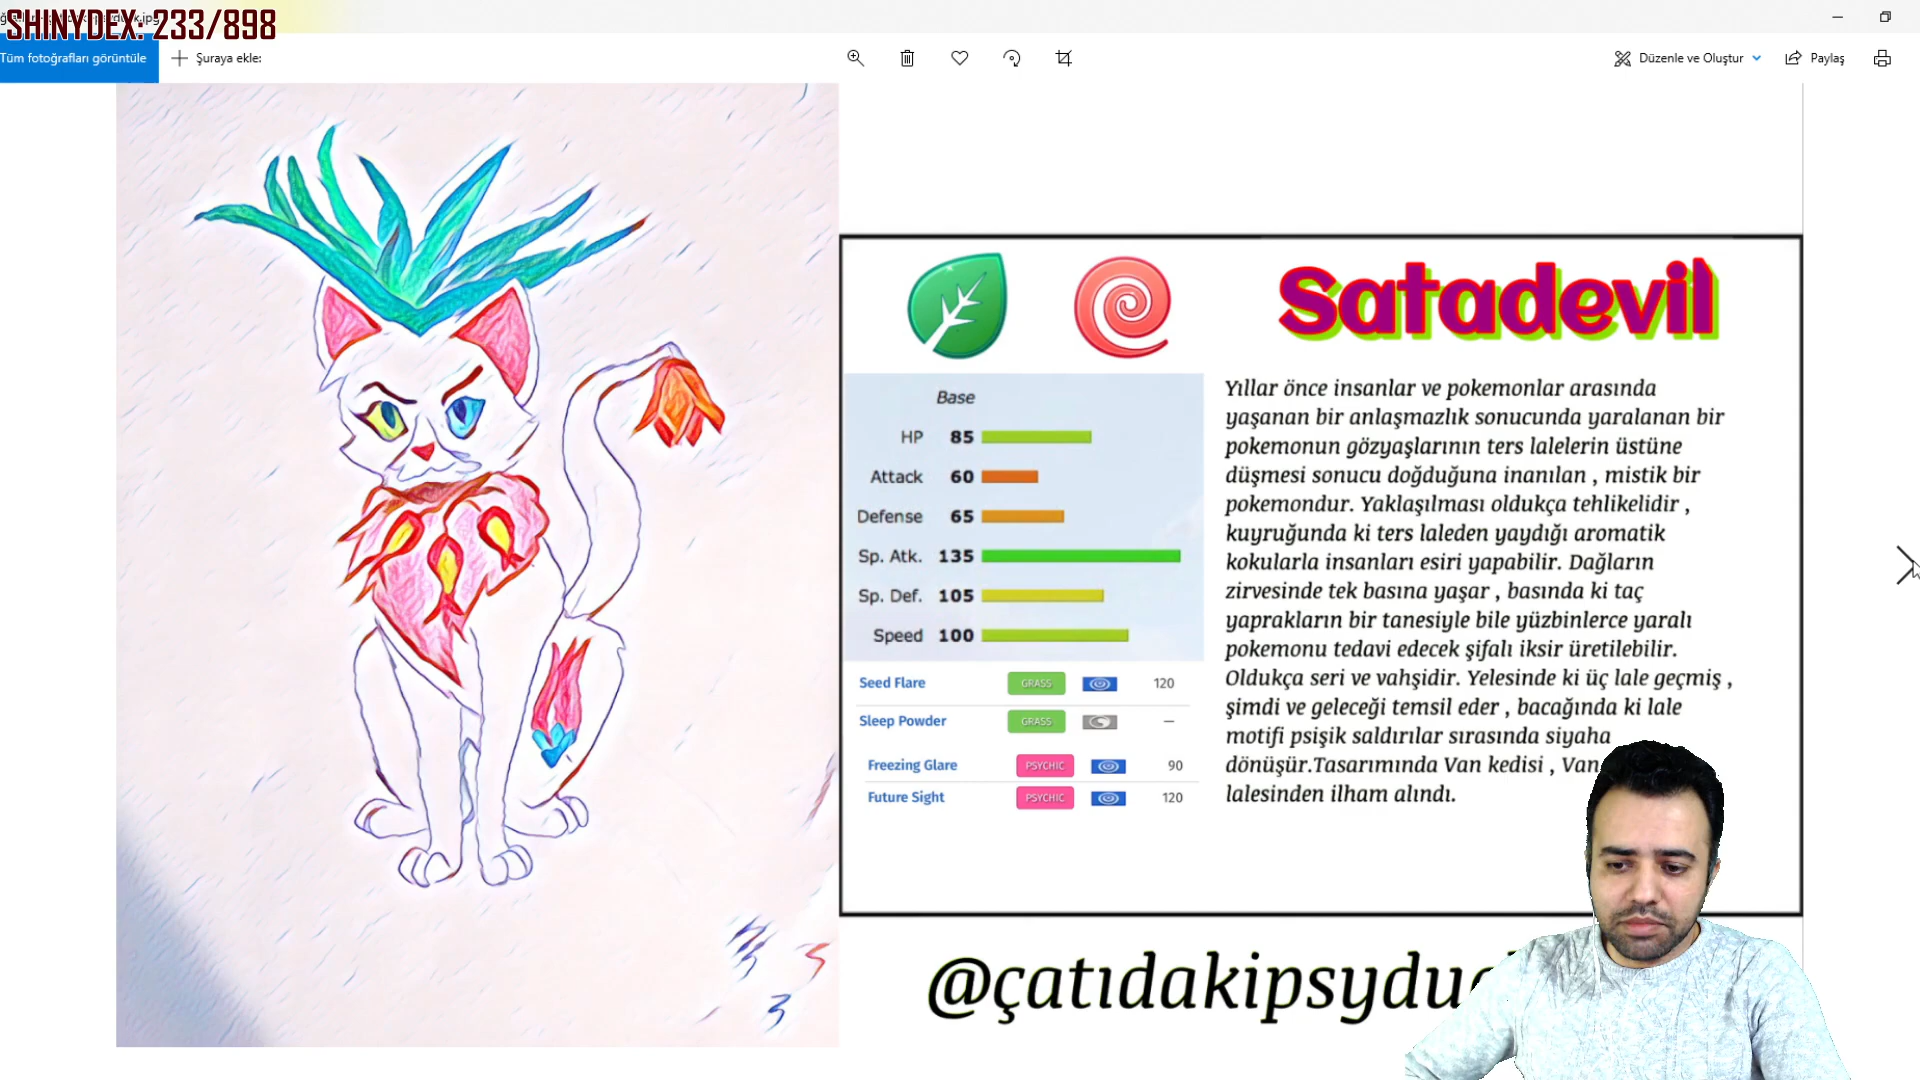 SHINYDEX: 233/898
Tüm fotoğrafları görüntüle
Şuraya ekle:
Düzenle ve Oluştur
Paylaş
Satadevil
Base
HP 85
Attack 60
Defense 65
Sp. Atk. 135
Sp. Def. 105
Speed 100
Seed Flare GRASS 120
Sleep Powder GRASS —
Freezing Glare PSYCHIC 90
Future Sight PSYCHIC 120
Yıllar önce insanlar ve pokemonlar arasında
yaşanan bir anlaşmazlık sonucunda yaralanan bir
pokemonun gözyaşlarının ters lalelerin üstüne
düşmesi sonucu doğduğuna inanılan , mistik bir
pokemondur. Yaklaşılması oldukça tehlikelidir ,
kuyruğunda ki ters laleden yaydığı aromatik
kokularla insanları esiri yapabilir. Dağların
zirvesinde tek basına yaşar , basında ki taç
yaprakların bir tanesiyle bile yüzbinlerce yaralı
pokemonu tedavi edecek şifalı iksir üretilebilir.
Oldukça seri ve vahşidir. Yelesinde ki üç lale geçmiş ,
şimdi ve geleceği temsil eder , bacağında ki lale
motifi psişik saldırılar sırasında siyaha
dönüşür.Tasarımında Van kedisi , Van
lalesinden ilham alındı.